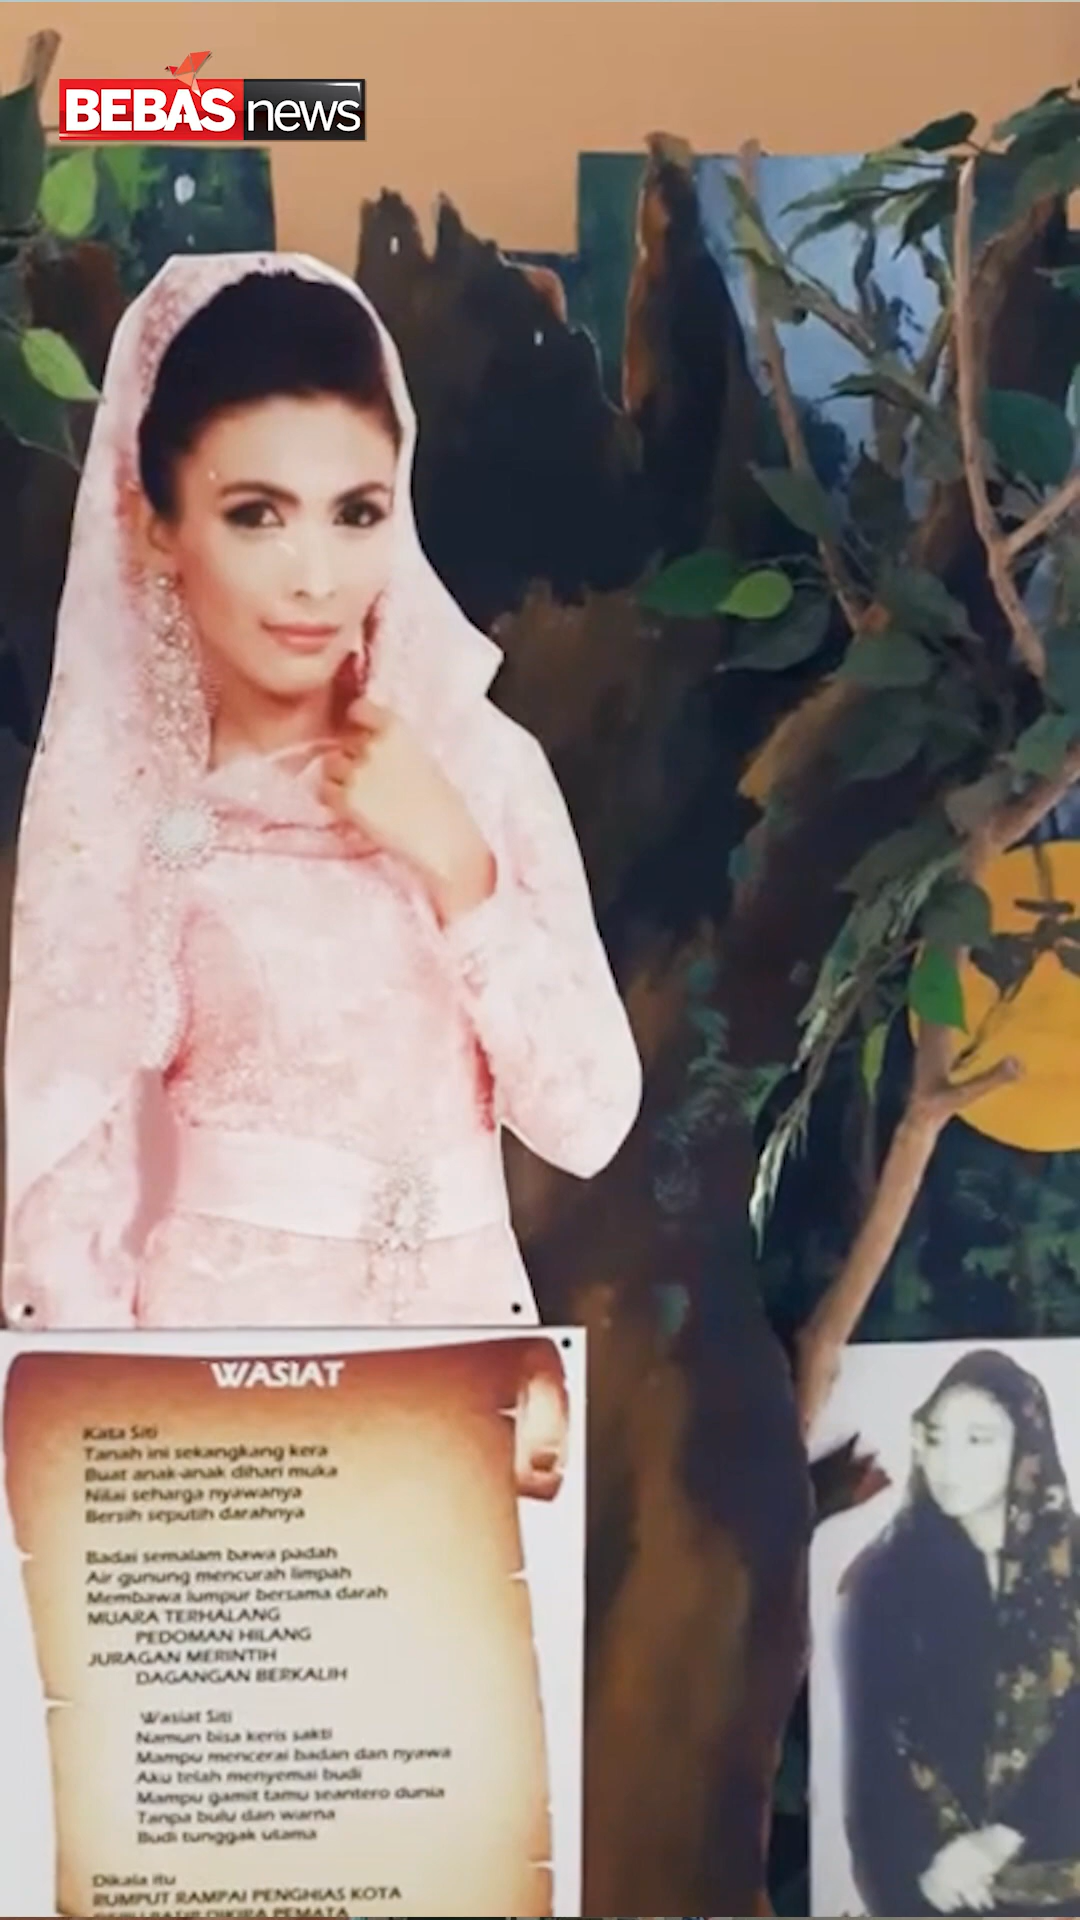 BEBAS news
WASIAT
Kata Siti
Tanah ini sekangkang kera
Buat anak-anak dihari muka
Nilai seharga nyawanya
Bersih seputih darahnya
Badai semalam bawa padah
Air gunung mencurah limpah
Membawa lumpur bersama darah
MUARA TERHALANG
PEDOMAN HILANG
JURAGAN MERINTIH
DAGANGAN BERKALIH
Wasiat Siti
Namun bisa keris sakti
Mampu mencerai badan dan nyawa
Aku telah menyemai budi
Mampu gamit tamu seantero dunia
Tanpa bulu dan warna
Budi tunggak utama
Dikala itu
RUMPUT RAMPAI PENGHIAS KOTA
PASIR DIKIRA PEMATA